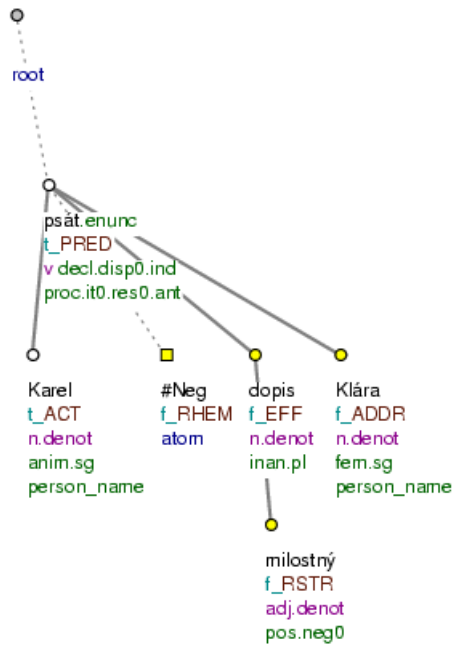 root
psát.enunc
t_PRED
v decl.disp0.ind
proc.it0.res0.ant
Karel
t_ACT
n.denot
anim.sg
person_name
#Neg
f_RHEM
atom
dopis
f_EFF
n.denot
inan.pl
Klára
f_ADDR
n.denot
fem.sg
person_name
milostný
f_RSTR
adj.denot
pos.neg0